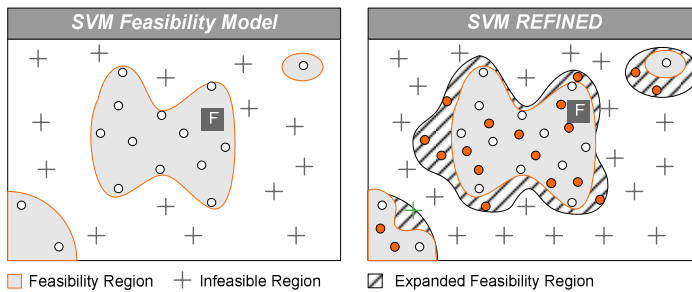 SVM Feasibility Model
SVM REFINED
F
F
Feasibility Region
Infeasible Region
Expanded Feasibility Region